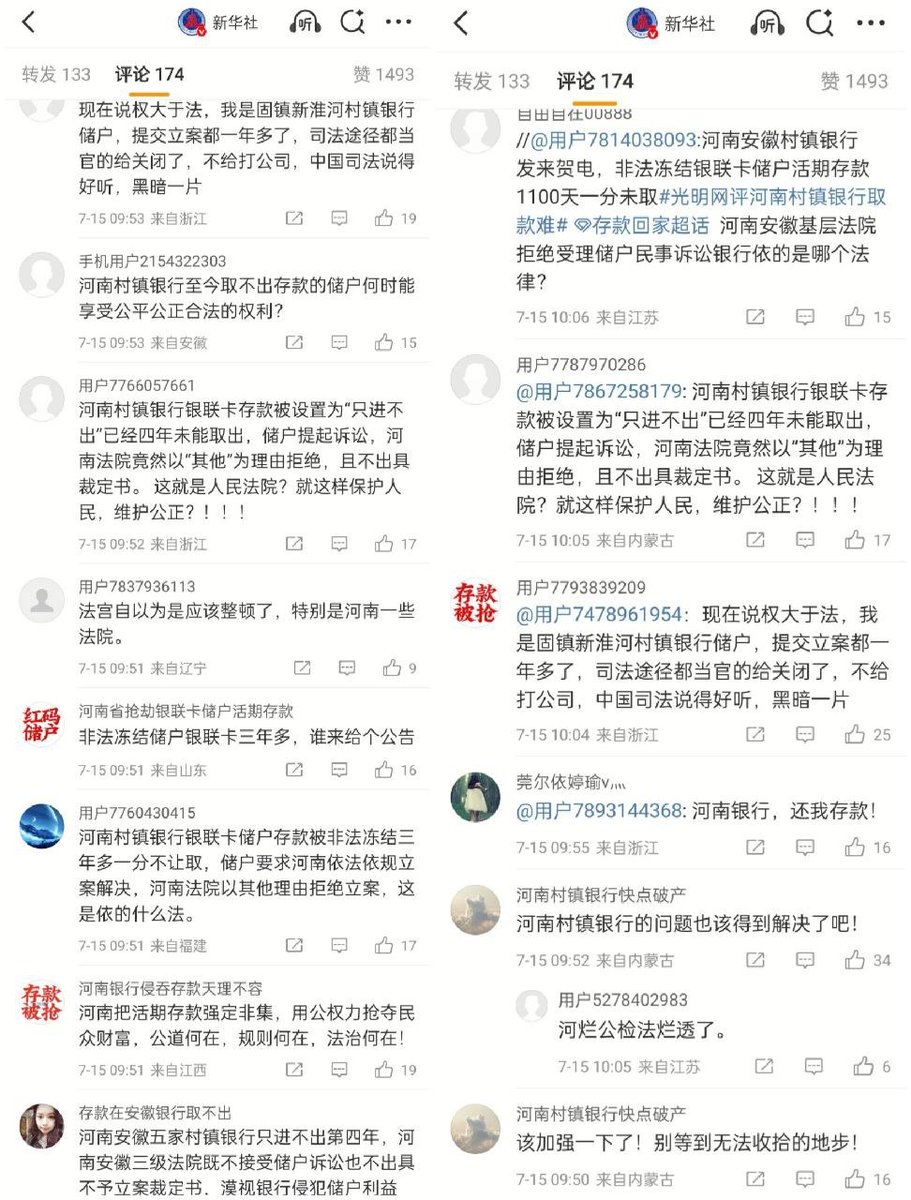 新华社
听
转发 133
评论 174
赞 1493
现在说权大于法，我是固镇新淮河村镇银行
储户，提交立案都一年多了，司法途径都当
官的给关闭了，不给打公司，中国司法说得
好听，黑暗一片
7-15 09:53 来自浙江
19
手机用户2154322303
河南村镇银行至今取不出存款的储户何时能
享受公平公正合法的权利？
7-15 09:53 来自安徽
15
用户7766057661
河南村镇银行银联卡存款被设置为“只进不
出”已经四年未能取出，储户提起诉讼，河
南法院竟然以“其他”为理由拒绝，且不出具
裁定书。 这就是人民法院？就这样保护人
民，维护公正？！！！
7-15 09:52 来自浙江
17
用户7837936113
法宫自以为是应该整顿了，特别是河南一些
法院。
7-15 09:51 来自辽宁
9
红码
储户
河南省抢劫银联卡储户活期存款
非法冻结储户银联卡三年多，谁来给个公告
7-15 09:51 来自山东
16
用户7760430415
河南村镇银行银联卡储户存款被非法冻结三
年多一分不让取，储户要求河南依法依规立
案解决，河南法院以其他理由拒绝立案，这
是依的什么法。
7-15 09:51 来自福建
17
存款
被抢
河南银行侵吞存款天理不容
河南把活期存款强定非集，用公权力抢夺民
众财富，公道何在，规则何在，法治何在！
7-15 09:51 来自江西
19
存款在安徽银行取不出
河南安徽五家村镇银行只进不出第四年，河
南安徽三级法院既不接受储户诉讼也不出具
不予立案裁定书、漠视银行侵犯储户利益
新华社
听
转发 133
评论 174
赞 1493
自由自在00888
//@用户7814038093:河南安徽村镇银行
发来贺电，非法冻结银联卡储户活期存款
1100天一分未取#光明网评河南村镇银行取
款难# 存款回家超话 河南安徽基层法院
拒绝受理储户民事诉讼银行依的是哪个法
律？
7-15 10:06 来自江苏
15
用户7787970286
@用户7867258179: 河南村镇银行银联卡存款
被设置为“只进不出”已经四年未能取出，
储户提起诉讼，河南法院竟然以“其他”为理
由拒绝，且不出具裁定书。 这就是人民法
院？就这样保护人民，维护公正？！！！
7-15 10:05 来自内蒙古
17
存款
被抢
用户7793839209
@用户7478961954：现在说权大于法，我
是固镇新淮河村镇银行储户，提交立案都一
年多了，司法途径都当官的给关闭了，不给
打公司，中国司法说得好听，黑暗一片
7-15 10:04 来自浙江
25
莞尔依婷瑜v灬
@用户7893144368: 河南银行，还我存款！
7-15 09:55 来自浙江
16
河南村镇银行快点破产
河南村镇银行的问题也该得到解决了吧！
7-15 09:52 来自内蒙古
34
用户5278402983
河烂公检法烂透了。
7-15 10:05 来自江苏
6
河南村镇银行快点破产
该加强一下了！别等到无法收拾的地步！
7-15 09:50 来自内蒙古
16